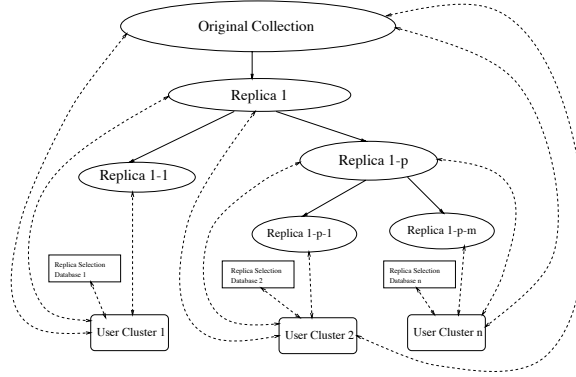 Original Collection
Replica 1
Replica 1-1
Replica 1-p
Replica 1-p-1
Replica 1-p-m
Replica Selection
Database 1
Replica Selection
Database 2
Replica Selection
Database n
User Cluster 1
User Cluster 2
User Cluster n